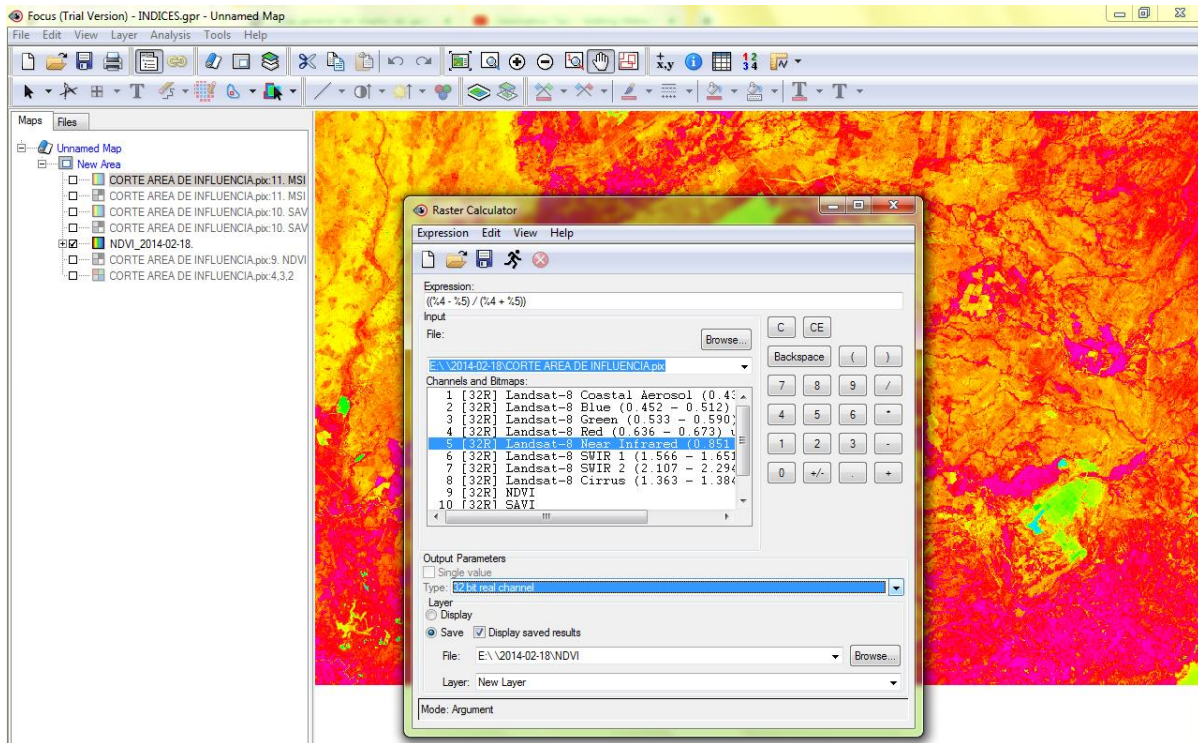 Focus (Trial Version) - INDICES.gpr - Unnamed Map
File Edit View Layer Analysis Tools Help
Maps Files
Unnamed Map
New Area
CORTE AREA DE INFLUENCIA.pix:11. MSI
CORTE AREA DE INFLUENCIA.pix:11. MSI
CORTE AREA DE INFLUENCIA.pix:10. SAV
CORTE AREA DE INFLUENCIA.pix:10. SAV
NDVI_2014-02-18.
CORTE AREA DE INFLUENCIA.pix:9. NDVI
CORTE AREA DE INFLUENCIA.pix:4,3,2
Raster Calculator
Expression Edit View Help
Expression:
((%4 - %5) / (%4 + %5))
Input
File:
Browse...
E:\ \2014-02-18\CORTE AREA DE INFLUENCIA.pix
Channels and Bitmaps:
1 [32R] Landsat-8 Coastal Aerosol (0.43
2 [32R] Landsat-8 Blue (0.452 - 0.512)
3 [32R] Landsat-8 Green (0.533 - 0.590)
4 [32R] Landsat-8 Red (0.636 - 0.673) u
5 [32R] Landsat-8 Near Infrared (0.851
6 [32R] Landsat-8 SWIR 1 (1.566 - 1.651
7 [32R] Landsat-8 SWIR 2 (2.107 - 2.294
8 [32R] Landsat-8 Cirrus (1.363 - 1.384
9 [32R] NDVI
10 [32R] SAVI
C CE
Backspace ( )
7 8 9 /
4 5 6 *
1 2 3 -
0 +/- . +
Output Parameters
Single value
Type: 32 bit real channel
Layer
Display
Save Display saved results
File: E:\ \2014-02-18\NDVI Browse...
Layer: New Layer
Mode: Argument